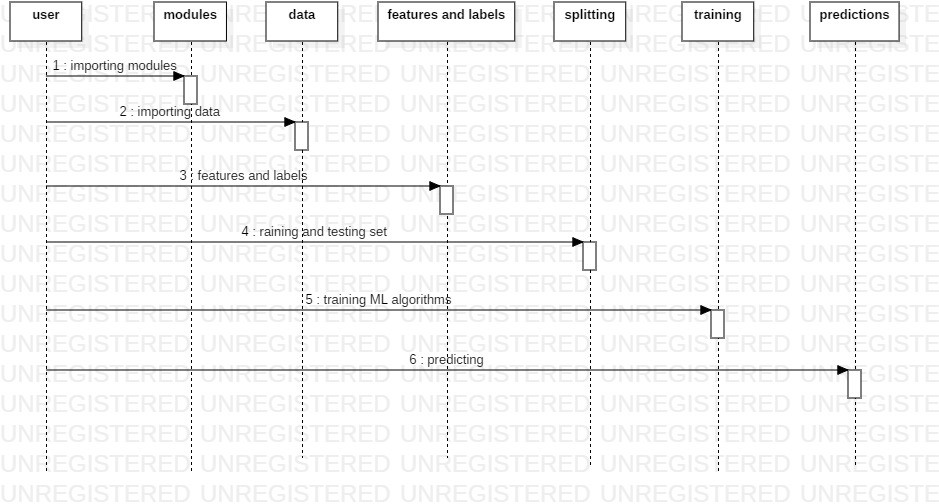 user modules data features and labels splitting training predictions
1 : importing modules
2 : importing data
3 : features and labels
4 : raining and testing set
5 : training ML algorithms
6 : predicting
UNREGISTERED